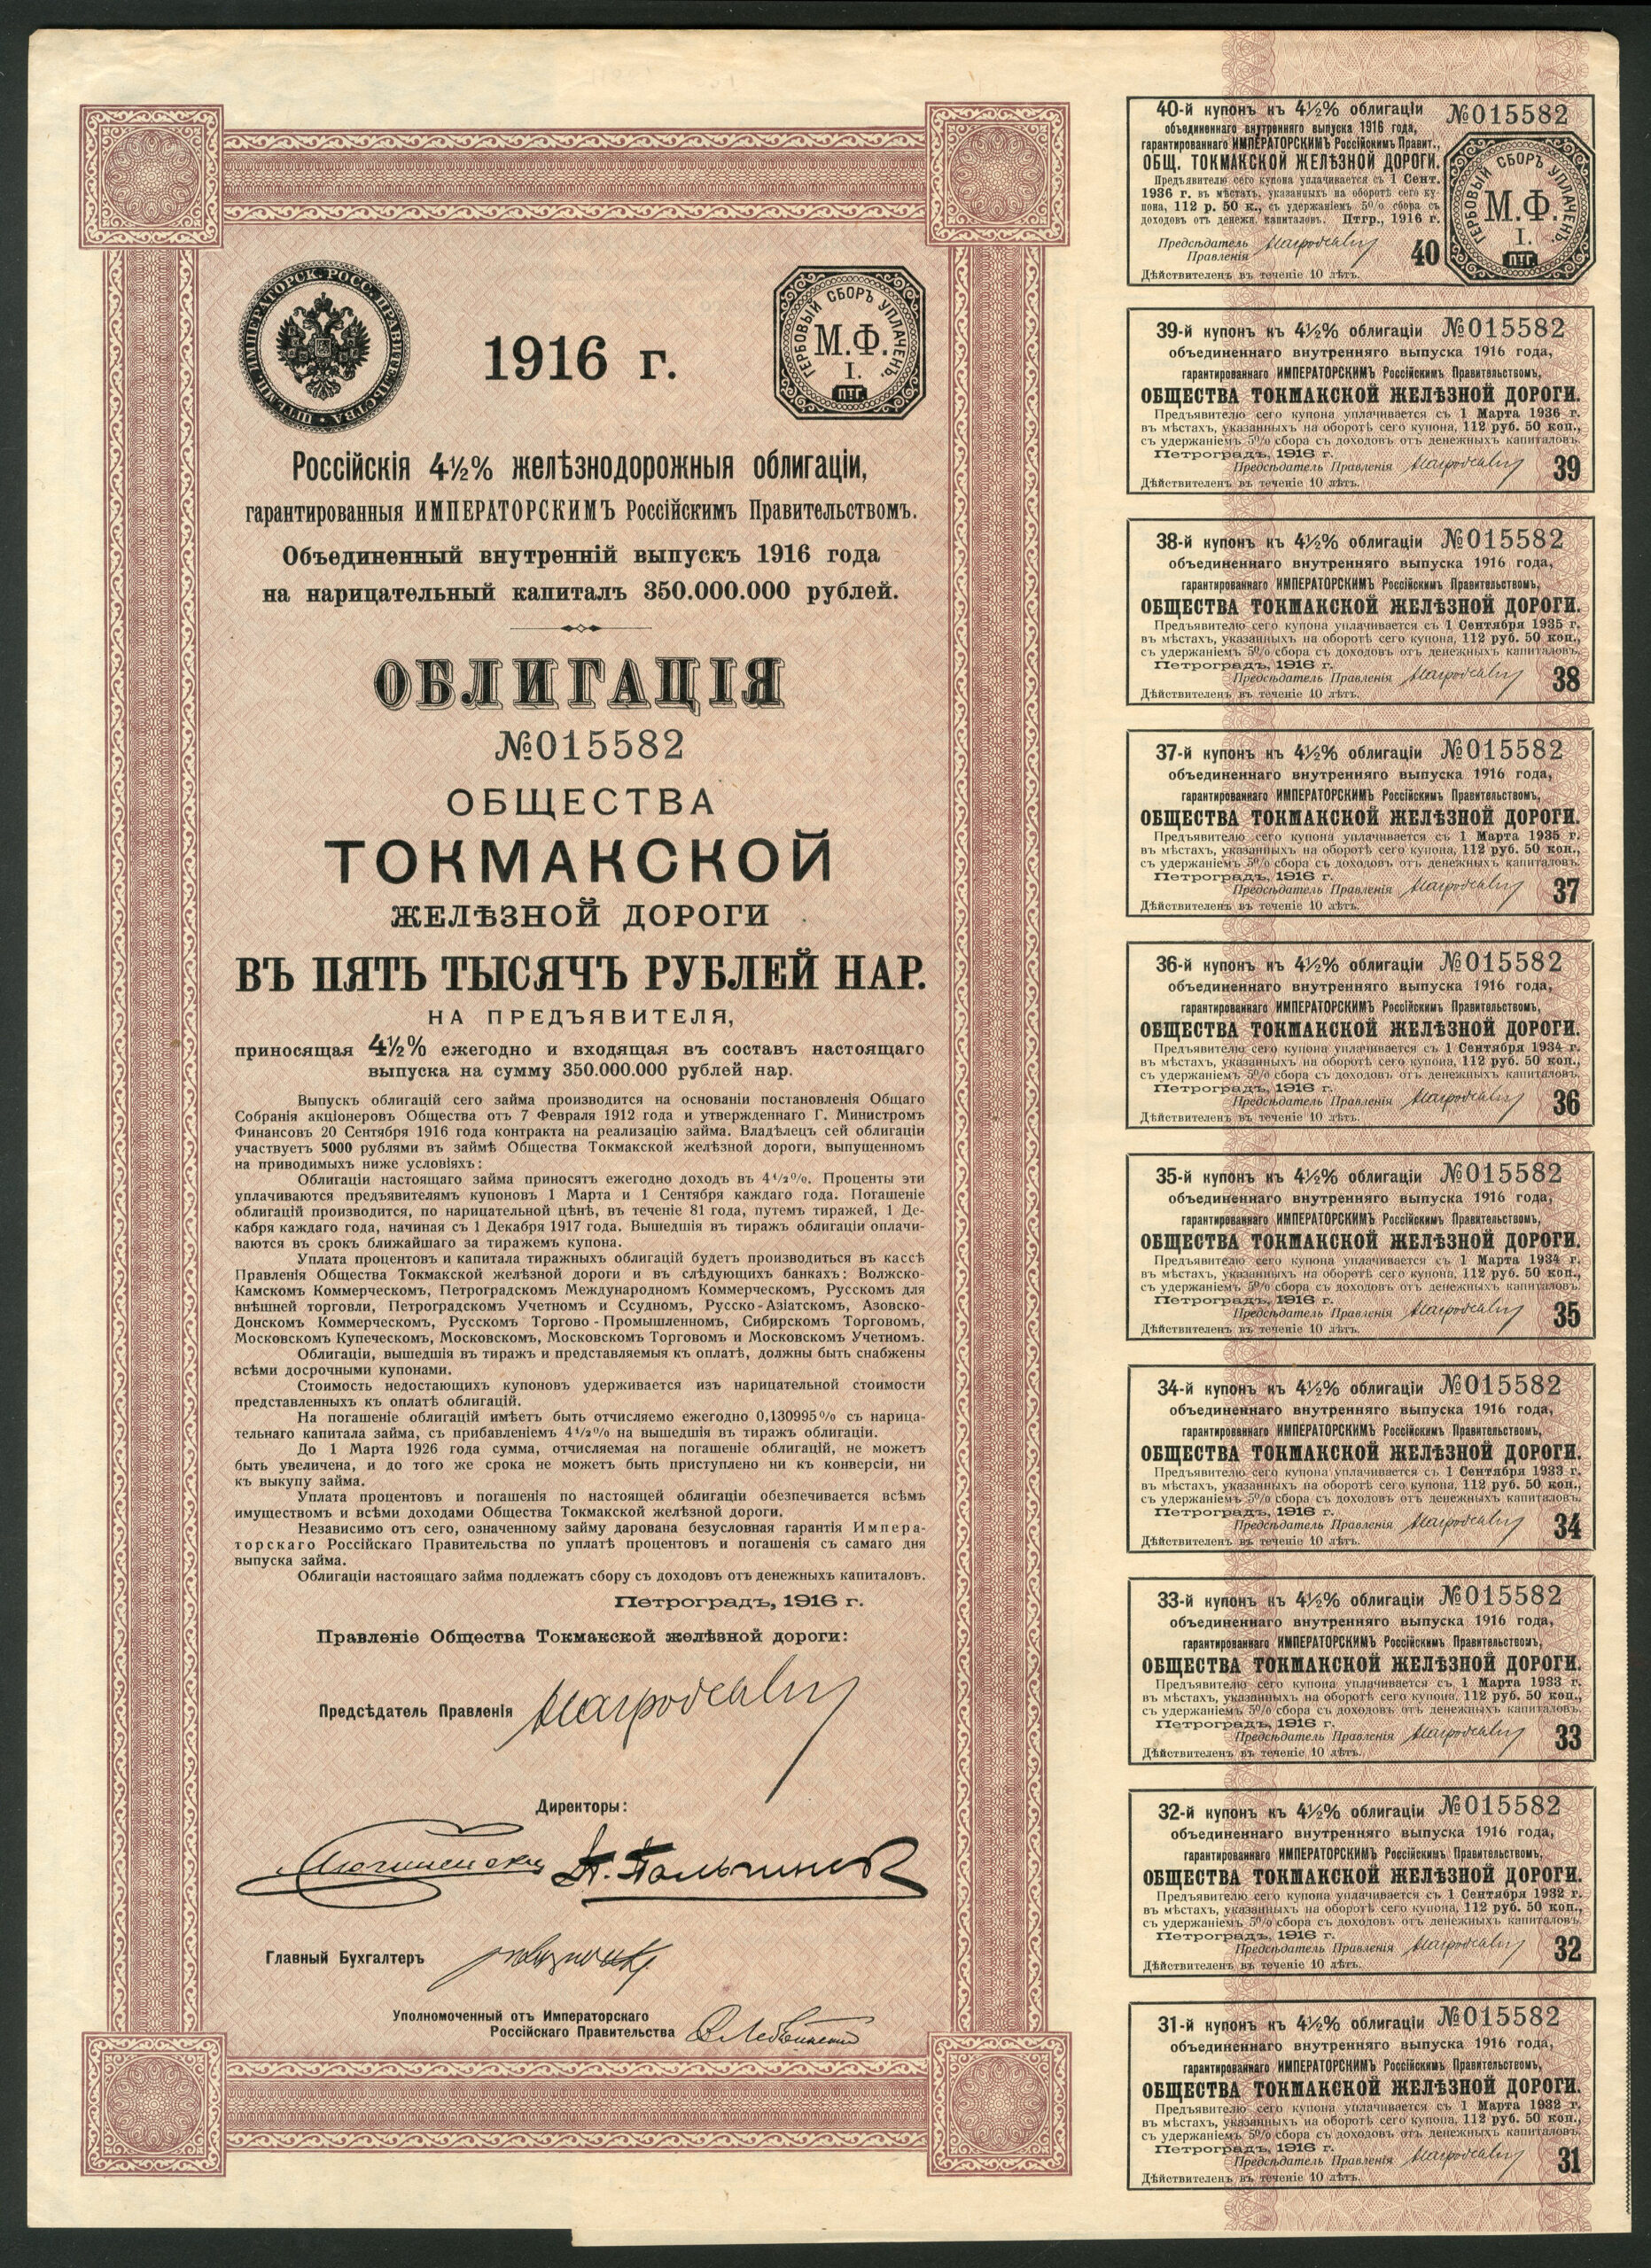 ПЕЧАТЬ ИМПЕРАТОРСК. РОСС. ПРАВИТЕЛЬСТВА
1916 г.
ГЕРБОВЫЙ СБОРЪ УПЛАЧЕНЪ.
М.Ф.
I.
ПТГ.
Россійскія 4½% желѣзнодорожныя облигаціи,
гарантированныя ИМПЕРАТОРСКИМЪ Россійскимъ Правительствомъ.
Объединенный внутренній выпускъ 1916 года
на нарицательный капиталъ 350.000.000 рублей.
ОБЛИГАЦІЯ
№015582
ОБЩЕСТВА
ТОКМАКСКОЙ
ЖЕЛѢЗНОЙ ДОРОГИ
ВЪ ПЯТЬ ТЫСЯЧЪ РУБЛЕЙ НАР.
НА ПРЕДЪЯВИТЕЛЯ,
приносящая 4½% ежегодно и входящая въ составъ настоящаго
выпуска на сумму 350.000.000 рублей нар.
Выпускъ облигацій сего займа производится на основаніи постановленія Общаго
Собранія акціонеровъ Общества отъ 7 Февраля 1912 года и утвержденнаго Г. Министромъ
Финансовъ 20 Сентября 1916 года контракта на реализацію займа. Владѣлецъ сей облигаціи
участвуетъ 5000 рублями въ займѣ Общества Токмакской желѣзной дороги, выпущенномъ
на приводимыхъ ниже условіяхъ:
Облигаціи настоящаго займа приносятъ ежегодно доходъ въ 4½%. Проценты эти
уплачиваются предъявителямъ купоновъ 1 Марта и 1 Сентября каждаго года. Погашеніе
облигацій производится, по нарицательной цѣнѣ, въ теченіе 81 года, путемъ тиражей, 1 Де-
кабря каждаго года, начиная съ 1 Декабря 1917 года. Вышедшія въ тиражъ облигаціи оплачи-
ваются въ срокъ ближайшаго за тиражемъ купона.
Уплата процентовъ и капитала тиражныхъ облигацій будетъ производиться въ кассѣ
Правленія Общества Токмакской желѣзной дороги и въ слѣдующихъ банкахъ: Волжско-
Камскомъ Коммерческомъ, Петроградскомъ Международномъ Коммерческомъ, Русскомъ для
внѣшней торговли, Петроградскомъ Учетномъ и Ссудномъ, Русско-Азіатскомъ, Азовско-
Донскомъ Коммерческомъ, Русскомъ Торгово-Промышленномъ, Сибирскомъ Торговомъ,
Московскомъ Купеческомъ, Московскомъ, Московскомъ Торговомъ и Московскомъ Учетномъ.
Облигаціи, вышедшія въ тиражъ и представляемыя къ оплатѣ, должны быть снабжены
всѣми досрочными купонами.
Стоимость недостающихъ купоновъ удерживается изъ нарицательной стоимости
представленныхъ къ оплатѣ облигацій.
На погашеніе облигацій имѣетъ быть отчисляемо ежегодно 0,130995% съ нарица-
тельнаго капитала займа, съ прибавленіемъ 4½% на вышедшія въ тиражъ облигаціи.
До 1 Марта 1926 года сумма, отчисляемая на погашеніе облигацій, не можетъ
быть увеличена, и до того же срока не можетъ быть приступлено ни къ конверсіи, ни
къ выкупу займа.
Уплата процентовъ и погашенія по настоящей облигаціи обезпечивается всѣмъ
имуществомъ и всѣми доходами Общества Токмакской желѣзной дороги.
Независимо отъ сего, означенному займу дарована безусловная гарантія Импера-
торскаго Россійскаго Правительства по уплатѣ процентовъ и погашенія съ самаго дня
выпуска займа.
Облигаціи настоящаго займа подлежатъ сбору съ доходовъ отъ денежныхъ капиталовъ.
Петроградъ, 1916 г.
Правленіе Общества Токмакской желѣзной дороги:
Предсѣдатель Правленія
Директоры:
П. Пальчинскій
Главный Бухгалтеръ
Уполномоченный отъ Императорскаго
Россійскаго Правительства
40-й купонъ къ 4½% облигаціи №015582
объединеннаго внутренняго выпуска 1916 года,
гарантированнаго ИМПЕРАТОРСКИМЪ Россійскимъ Правит.,
ОБЩ. ТОКМАКСКОЙ ЖЕЛѢЗНОЙ ДОРОГИ.
Предъявителю сего купона уплачивается съ 1 Сент.
1936 г. въ мѣстахъ, указанныхъ на оборотѣ сего ку-
пона, 112 р. 50 к., съ удержаніемъ 5% сбора съ
доходовъ отъ денежн. капиталовъ. Птгр., 1916 г.
Предсѣдатель
Правленія
40
Дѣйствителенъ въ теченіе 10 лѣтъ.
ГЕРБОВЫЙ СБОРЪ УПЛАЧЕНЪ.
М.Ф.
I.
ПТГ.
39-й купонъ къ 4½% облигаціи №015582
объединеннаго внутренняго выпуска 1916 года,
гарантированнаго ИМПЕРАТОРСКИМЪ Россійскимъ Правительствомъ,
ОБЩЕСТВА ТОКМАКСКОЙ ЖЕЛѢЗНОЙ ДОРОГИ.
Предъявителю сего купона уплачивается съ 1 Марта 1936 г.
въ мѣстахъ, указанныхъ на оборотѣ сего купона, 112 руб. 50 коп.,
съ удержаніемъ 5% сбора съ доходовъ отъ денежныхъ капиталовъ.
Петроградъ, 1916 г.
Предсѣдатель Правленія
39
Дѣйствителенъ въ теченіе 10 лѣтъ.
38-й купонъ къ 4½% облигаціи №015582
объединеннаго внутренняго выпуска 1916 года,
гарантированнаго ИМПЕРАТОРСКИМЪ Россійскимъ Правительствомъ,
ОБЩЕСТВА ТОКМАКСКОЙ ЖЕЛѢЗНОЙ ДОРОГИ.
Предъявителю сего купона уплачивается съ 1 Сентября 1935 г.
въ мѣстахъ, указанныхъ на оборотѣ сего купона, 112 руб. 50 коп.,
съ удержаніемъ 5% сбора съ доходовъ отъ денежныхъ капиталовъ.
Петроградъ, 1916 г.
Предсѣдатель Правленія
38
Дѣйствителенъ въ теченіе 10 лѣтъ.
37-й купонъ къ 4½% облигаціи №015582
объединеннаго внутренняго выпуска 1916 года,
гарантированнаго ИМПЕРАТОРСКИМЪ Россійскимъ Правительствомъ,
ОБЩЕСТВА ТОКМАКСКОЙ ЖЕЛѢЗНОЙ ДОРОГИ.
Предъявителю сего купона уплачивается съ 1 Марта 1935 г.
въ мѣстахъ, указанныхъ на оборотѣ сего купона, 112 руб. 50 коп.,
съ удержаніемъ 5% сбора съ доходовъ отъ денежныхъ капиталовъ.
Петроградъ, 1916 г.
Предсѣдатель Правленія
37
Дѣйствителенъ въ теченіе 10 лѣтъ.
36-й купонъ къ 4½% облигаціи №015582
объединеннаго внутренняго выпуска 1916 года,
гарантированнаго ИМПЕРАТОРСКИМЪ Россійскимъ Правительствомъ,
ОБЩЕСТВА ТОКМАКСКОЙ ЖЕЛѢЗНОЙ ДОРОГИ.
Предъявителю сего купона уплачивается съ 1 Сентября 1934 г.
въ мѣстахъ, указанныхъ на оборотѣ сего купона, 112 руб. 50 коп.,
съ удержаніемъ 5% сбора съ доходовъ отъ денежныхъ капиталовъ.
Петроградъ, 1916 г.
Предсѣдатель Правленія
36
Дѣйствителенъ въ теченіе 10 лѣтъ.
35-й купонъ къ 4½% облигаціи №015582
объединеннаго внутренняго выпуска 1916 года,
гарантированнаго ИМПЕРАТОРСКИМЪ Россійскимъ Правительствомъ,
ОБЩЕСТВА ТОКМАКСКОЙ ЖЕЛѢЗНОЙ ДОРОГИ.
Предъявителю сего купона уплачивается съ 1 Марта 1934 г.
въ мѣстахъ, указанныхъ на оборотѣ сего купона, 112 руб. 50 коп.,
съ удержаніемъ 5% сбора съ доходовъ отъ денежныхъ капиталовъ.
Петроградъ, 1916 г.
Предсѣдатель Правленія
35
Дѣйствителенъ въ теченіе 10 лѣтъ.
34-й купонъ къ 4½% облигаціи №015582
объединеннаго внутренняго выпуска 1916 года,
гарантированнаго ИМПЕРАТОРСКИМЪ Россійскимъ Правительствомъ,
ОБЩЕСТВА ТОКМАКСКОЙ ЖЕЛѢЗНОЙ ДОРОГИ.
Предъявителю сего купона уплачивается съ 1 Сентября 1933 г.
въ мѣстахъ, указанныхъ на оборотѣ сего купона, 112 руб. 50 коп.,
съ удержаніемъ 5% сбора съ доходовъ отъ денежныхъ капиталовъ.
Петроградъ, 1916 г.
Предсѣдатель Правленія
34
Дѣйствителенъ въ теченіе 10 лѣтъ.
33-й купонъ къ 4½% облигаціи №015582
объединеннаго внутренняго выпуска 1916 года,
гарантированнаго ИМПЕРАТОРСКИМЪ Россійскимъ Правительствомъ,
ОБЩЕСТВА ТОКМАКСКОЙ ЖЕЛѢЗНОЙ ДОРОГИ.
Предъявителю сего купона уплачивается съ 1 Марта 1933 г.
въ мѣстахъ, указанныхъ на оборотѣ сего купона, 112 руб. 50 коп.,
съ удержаніемъ 5% сбора съ доходовъ отъ денежныхъ капиталовъ.
Петроградъ, 1916 г.
Предсѣдатель Правленія
33
Дѣйствителенъ въ теченіе 10 лѣтъ.
32-й купонъ къ 4½% облигаціи №015582
объединеннаго внутренняго выпуска 1916 года,
гарантированнаго ИМПЕРАТОРСКИМЪ Россійскимъ Правительствомъ,
ОБЩЕСТВА ТОКМАКСКОЙ ЖЕЛѢЗНОЙ ДОРОГИ.
Предъявителю сего купона уплачивается съ 1 Сентября 1932 г.
въ мѣстахъ, указанныхъ на оборотѣ сего купона, 112 руб. 50 коп.,
съ удержаніемъ 5% сбора съ доходовъ отъ денежныхъ капиталовъ.
Петроградъ, 1916 г.
Предсѣдатель Правленія
32
Дѣйствителенъ въ теченіе 10 лѣтъ.
31-й купонъ къ 4½% облигаціи №015582
объединеннаго внутренняго выпуска 1916 года,
гарантированнаго ИМПЕРАТОРСКИМЪ Россійскимъ Правительствомъ,
ОБЩЕСТВА ТОКМАКСКОЙ ЖЕЛѢЗНОЙ ДОРОГИ.
Предъявителю сего купона уплачивается съ 1 Марта 1932 г.
въ мѣстахъ, указанныхъ на оборотѣ сего купона, 112 руб. 50 коп.,
съ удержаніемъ 5% сбора съ доходовъ отъ денежныхъ капиталовъ.
Петроградъ, 1916 г.
Предсѣдатель Правленія
31
Дѣйствителенъ въ теченіе 10 лѣтъ.